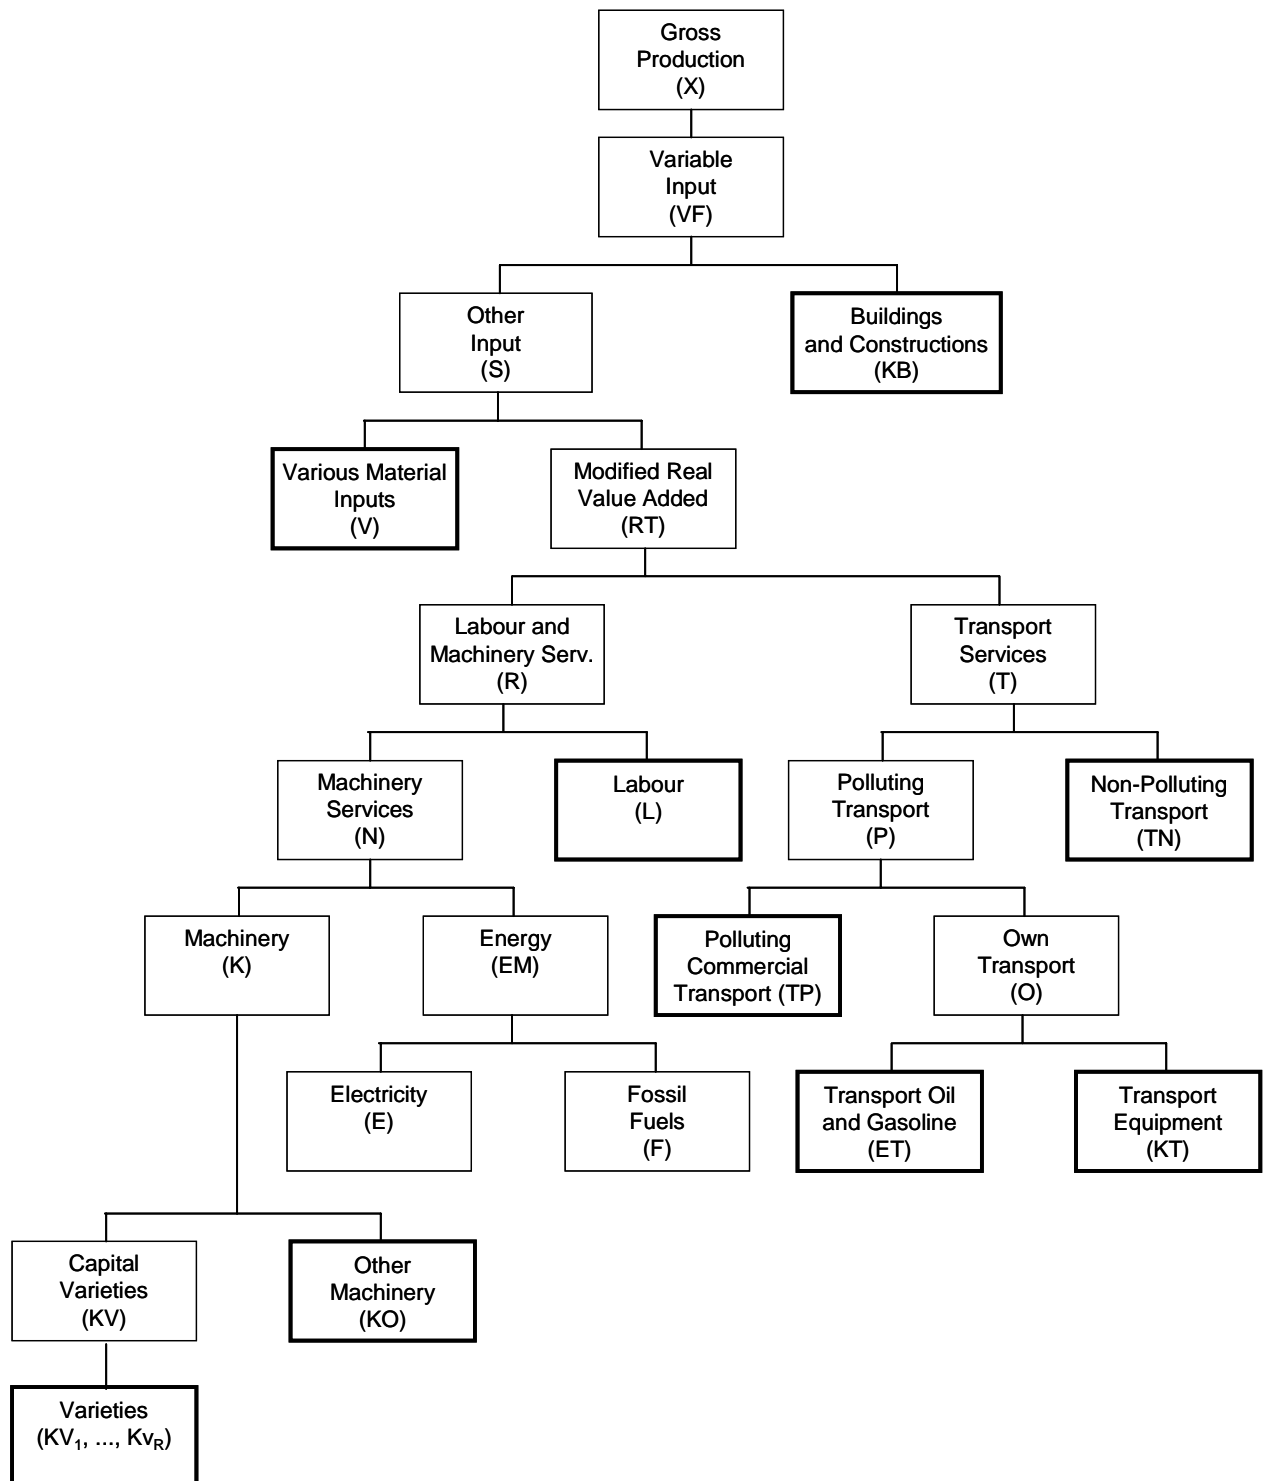 Gross
Production
(X)
Variable
Input
(VF)
Other
Input
(S)
Buildings
and Constructions
(KB)
Various Material
Inputs
(V)
Modified Real
Value Added
(RT)
Labour and
Machinery Serv.
(R)
Transport
Services
(T)
Machinery
Services
(N)
Labour
(L)
Polluting
Transport
(P)
Non-Polluting
Transport
(TN)
Machinery
(K)
Energy
(EM)
Polluting
Commercial
Transport (TP)
Own
Transport
(O)
Electricity
(E)
Fossil
Fuels
(F)
Transport Oil
and Gasoline
(ET)
Transport
Equipment
(KT)
Capital
Varieties
(KV)
Other
Machinery
(KO)
Varieties
(KV₁, ..., Kv_R)